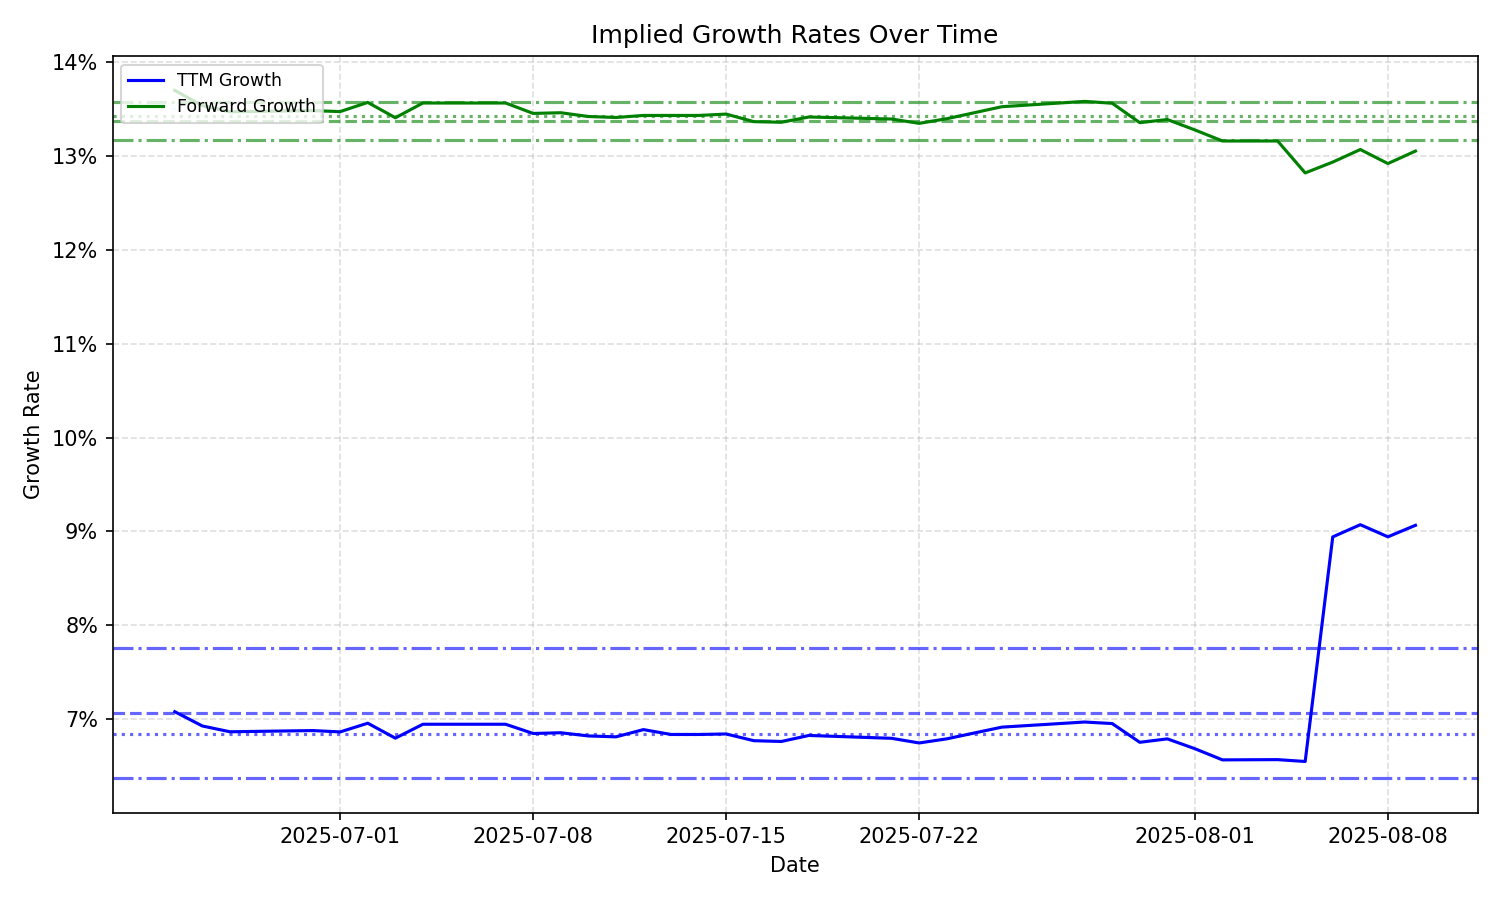 Implied Growth Rates Over Time
TTM Growth
Forward Growth
14%
13%
12%
11%
10%
9%
8%
7%
Growth Rate
2025-07-01
2025-07-08
2025-07-15
2025-07-22
2025-08-01
2025-08-08
Date